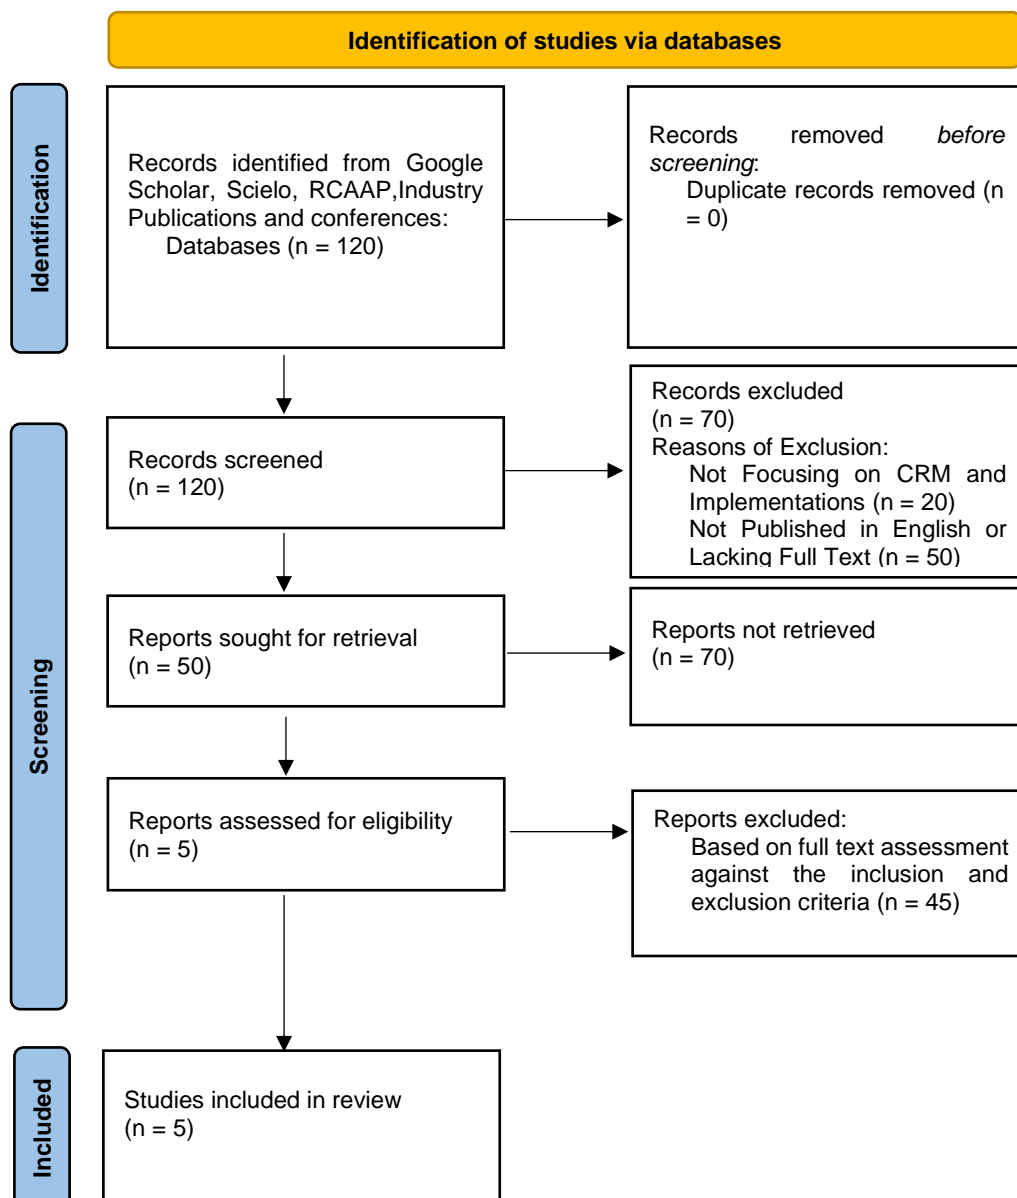 Identification of studies via databases
Identification
Records identified from Google
Scholar, Scielo, RCAAP,Industry
Publications and conferences:
Databases (n = 120)
Records removed before
screening:
Duplicate records removed (n
= 0)
Screening
Records screened
(n = 120)
Records excluded
(n = 70)
Reasons of Exclusion:
Not Focusing on CRM and
Implementations (n = 20)
Not Published in English or
Lacking Full Text (n = 50)
Reports sought for retrieval
(n = 50)
Reports not retrieved
(n = 70)
Reports assessed for eligibility
(n = 5)
Reports excluded:
Based on full text assessment
against the inclusion and
exclusion criteria (n = 45)
Included
Studies included in review
(n = 5)